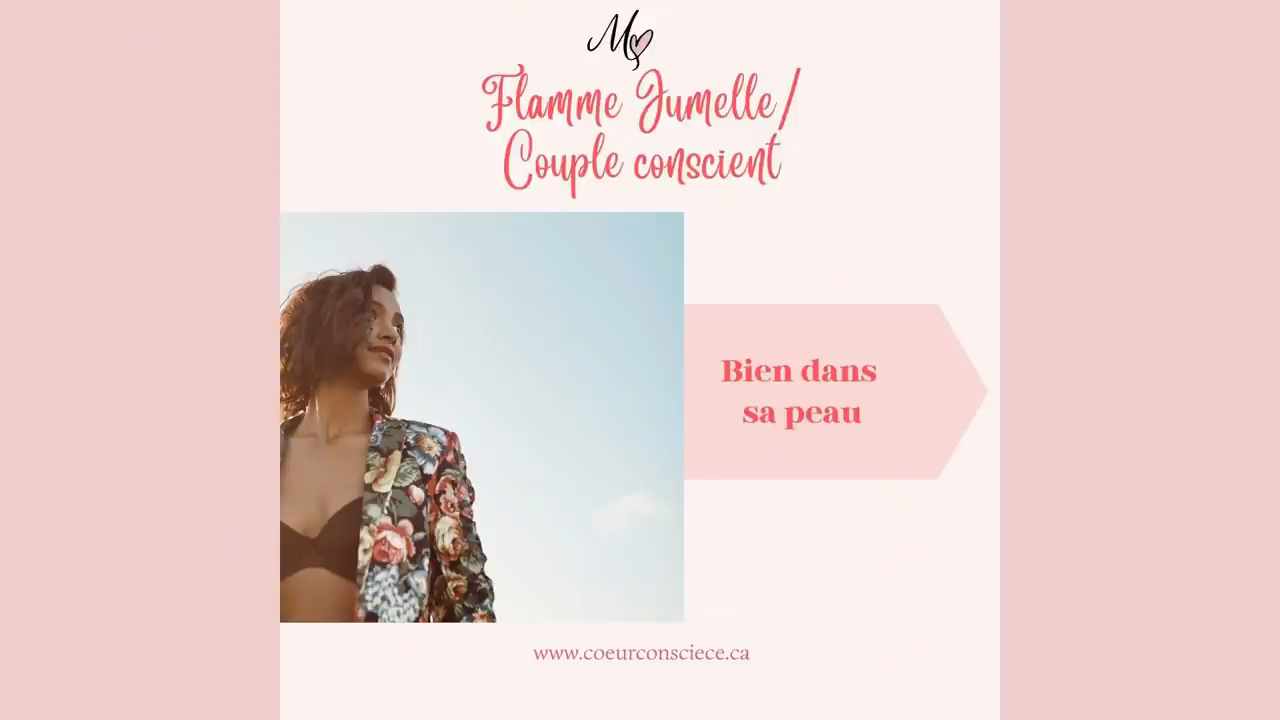 M
Flamme Jumelle/
Couple conscient
Bien dans
sa peau
www.coeurconsciece.ca